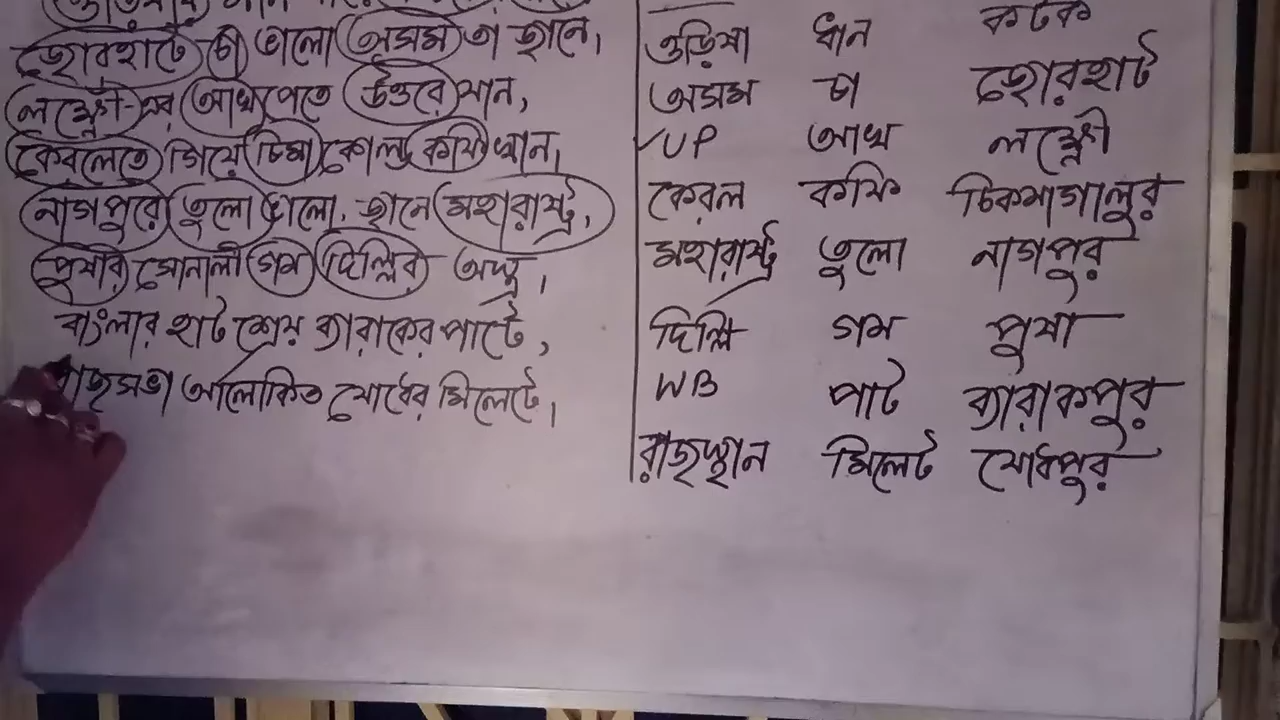 জোরহাটে চা ভালো অসম তা জানে,
লক্ষ্ণৌ-এর আখ পেতে উত্তরে যান,
কেরলেতে গিয়ে চিমা কোল্ড কফি খান,
নাগপুরে তুলো ভালো, জানে মহারাষ্ট্র,
পুষার সোনালী গম দিল্লির অস্ত্র,
বাংলার হাট শ্রেয় ব্যারাকের পাটে,
রাজসভা আলোকিত যোধের মিলেটে,
কটক
ওড়িষা ধান
অসম চা জোরহাট
UP আখ লক্ষ্ণৌ
কেরল কফি চিকমাগালুর
মহারাষ্ট্র তুলো নাগপুর
দিল্লি গম পুষা
WB পাট ব্যারাকপুর
রাজস্থান মিলেট যোধপুর